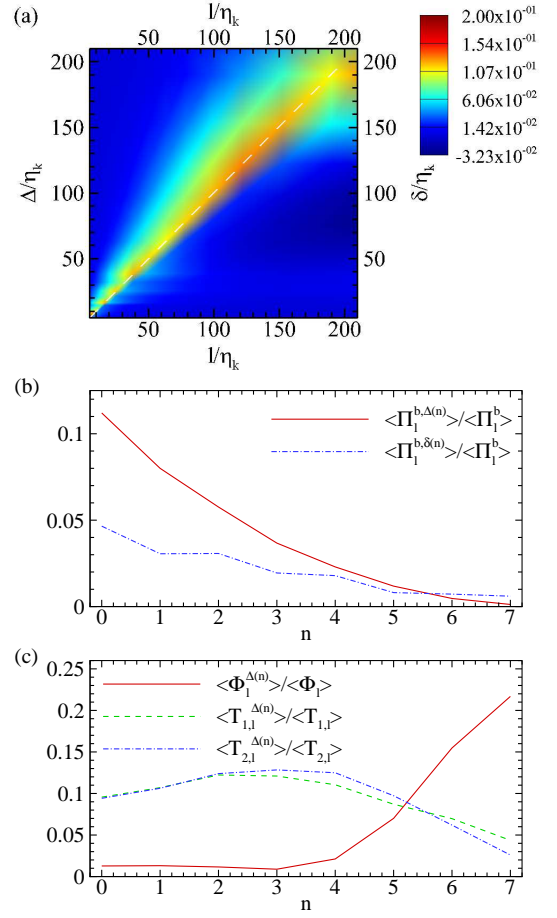 (a)
l/η_k
50 100 150 200
200
150
100
50
Δ/η_k
200
150
100
50
δ/η_k
50 100 150 200
l/η_k
2.00x10^-01
1.54x10^-01
1.07x10^-01
6.06x10^-02
1.42x10^-02
-3.23x10^-02
(b)
<Π_l^{b,Δ(n)}>/<Π_l^b>
<Π_l^{b,δ(n)}>/<Π_l^b>
0.1
0.05
0
0 1 2 3 4 5 6 7
n
(c)
<Φ_l^{Δ(n)}>/<Φ_l>
<T_{1,l}^{Δ(n)}>/<T_{1,l}>
<T_{2,l}^{Δ(n)}>/<T_{2,l}>
0.25
0.2
0.15
0.1
0.05
0
0 1 2 3 4 5 6 7
n